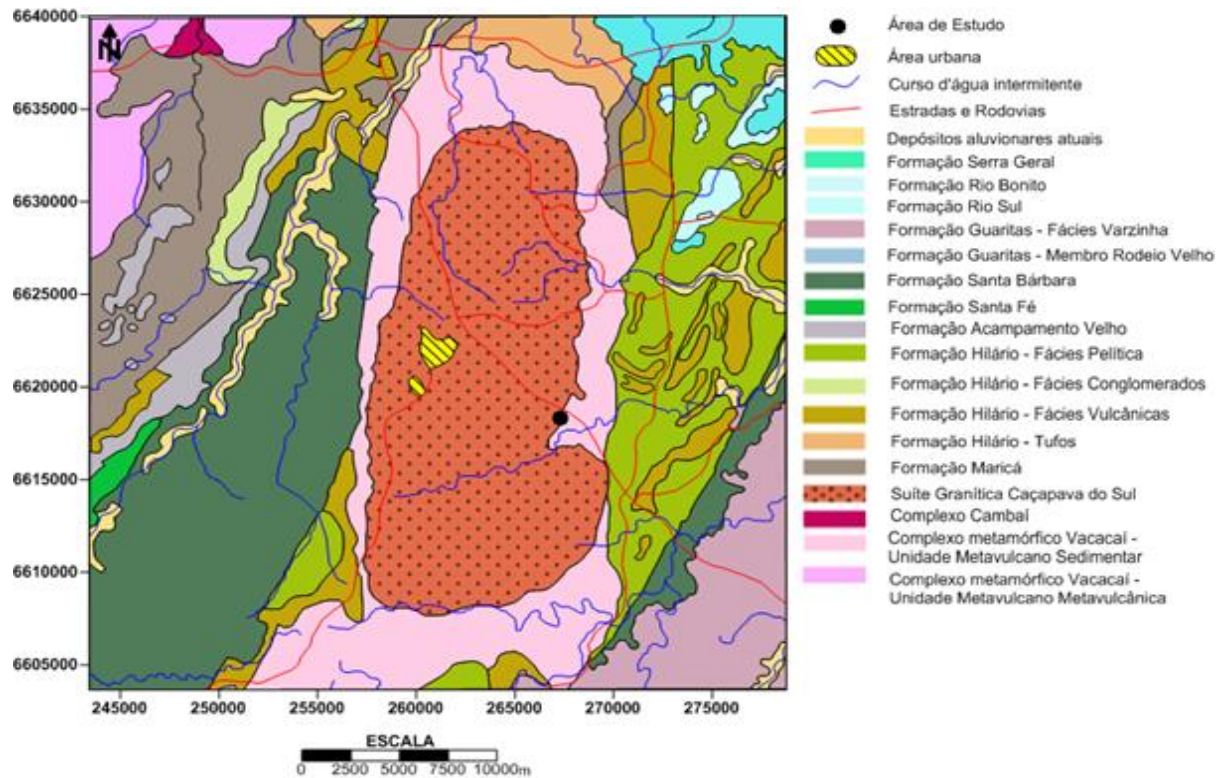 6640000
6635000
6630000
6625000
6620000
6615000
6610000
6605000
N
245000 250000 255000 260000 265000 270000 275000
ESCALA
0 2500 5000 7500 10000m
Área de Estudo
Área urbana
Curso d'água intermitente
Estradas e Rodovias
Depósitos aluvionares atuais
Formação Serra Geral
Formação Rio Bonito
Formação Rio Sul
Formação Guaritas - Fácies Varzinha
Formação Guaritas - Membro Rodeio Velho
Formação Santa Bárbara
Formação Santa Fé
Formação Acampamento Velho
Formação Hilário - Fácies Pelítica
Formação Hilário - Fácies Conglomerados
Formação Hilário - Fácies Vulcânicas
Formação Hilário - Tufos
Formação Maricá
Suíte Granítica Caçapava do Sul
Complexo Cambaí
Complexo metamórfico Vacacaí -
Unidade Metavulcano Sedimentar
Complexo metamórfico Vacacaí -
Unidade Metavulcano Metavulcânica